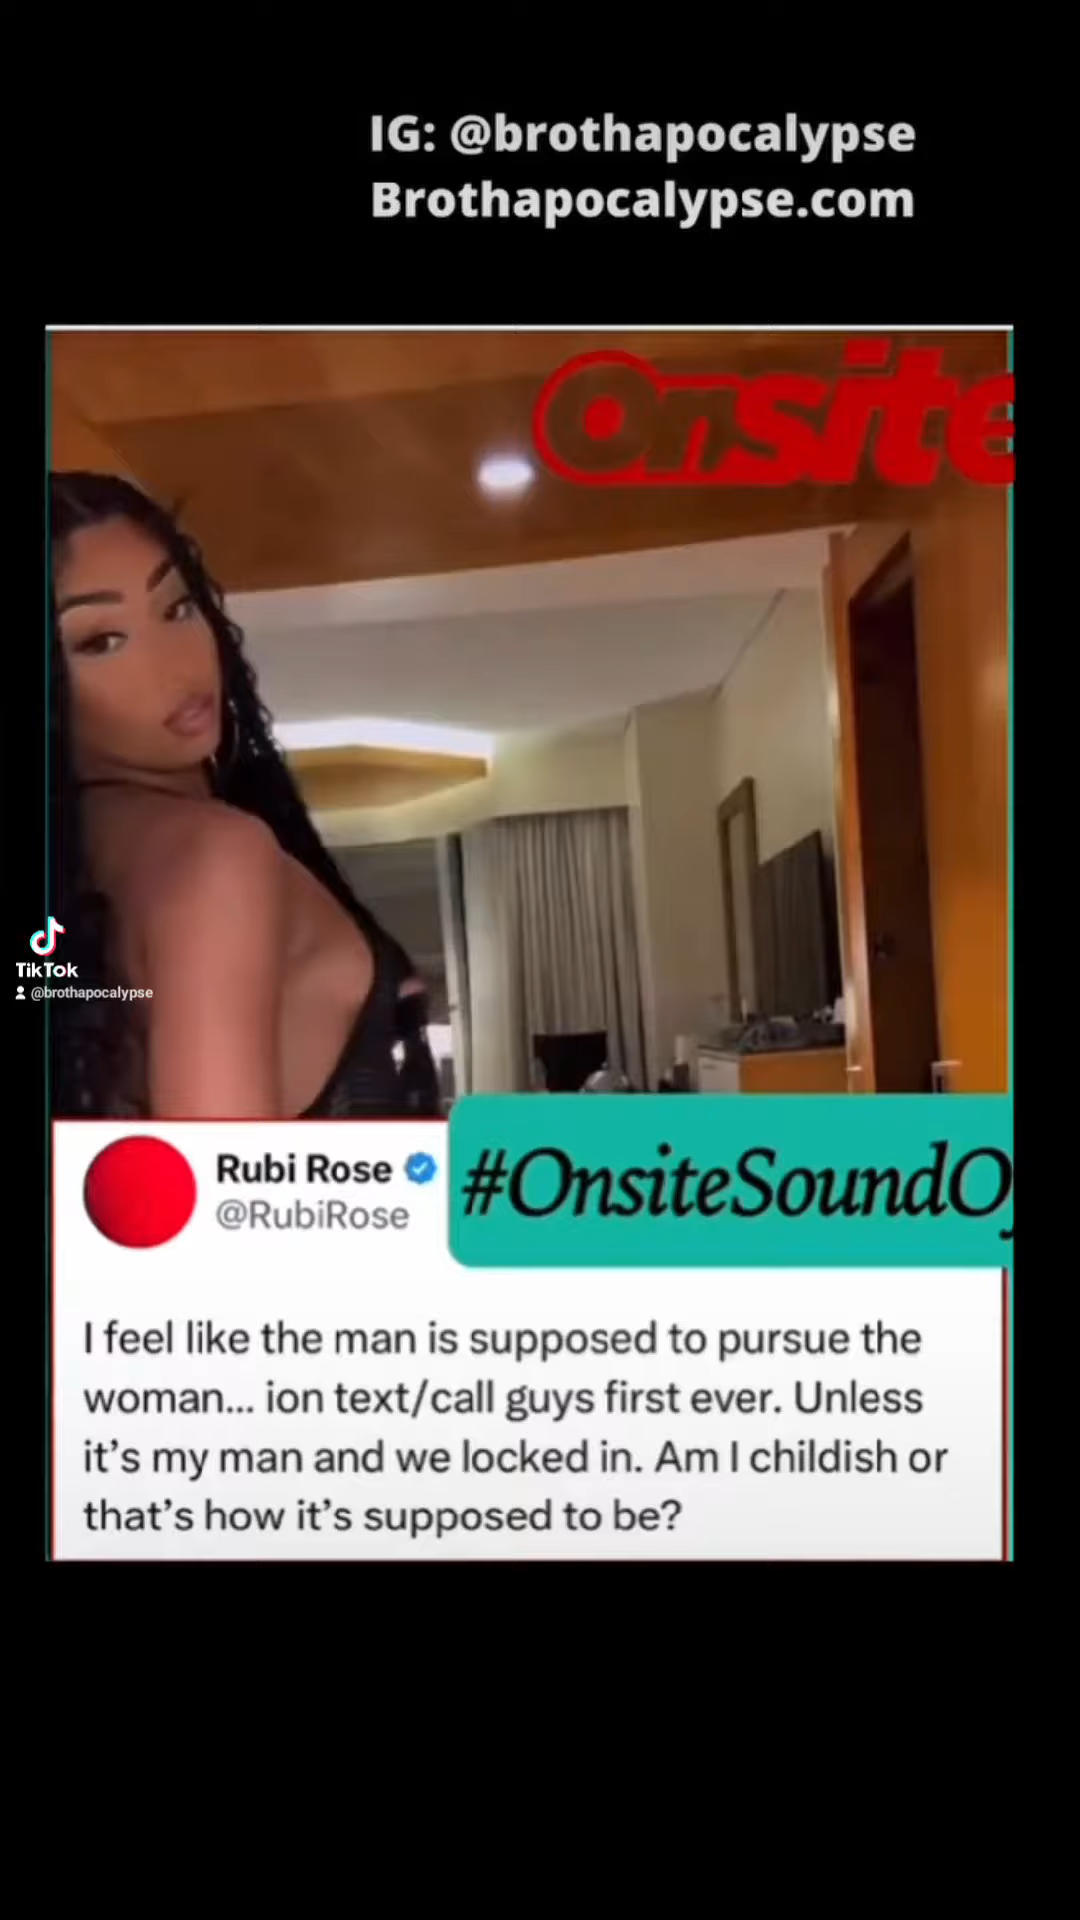 IG: @brothapocalypse
Brothapocalypse.com
Onsite
TikTok
@brothapocalypse
Rubi Rose
@RubiRose
#OnsiteSoundO
I feel like the man is supposed to pursue the
woman... ion text/call guys first ever. Unless
it's my man and we locked in. Am I childish or
that's how it's supposed to be?